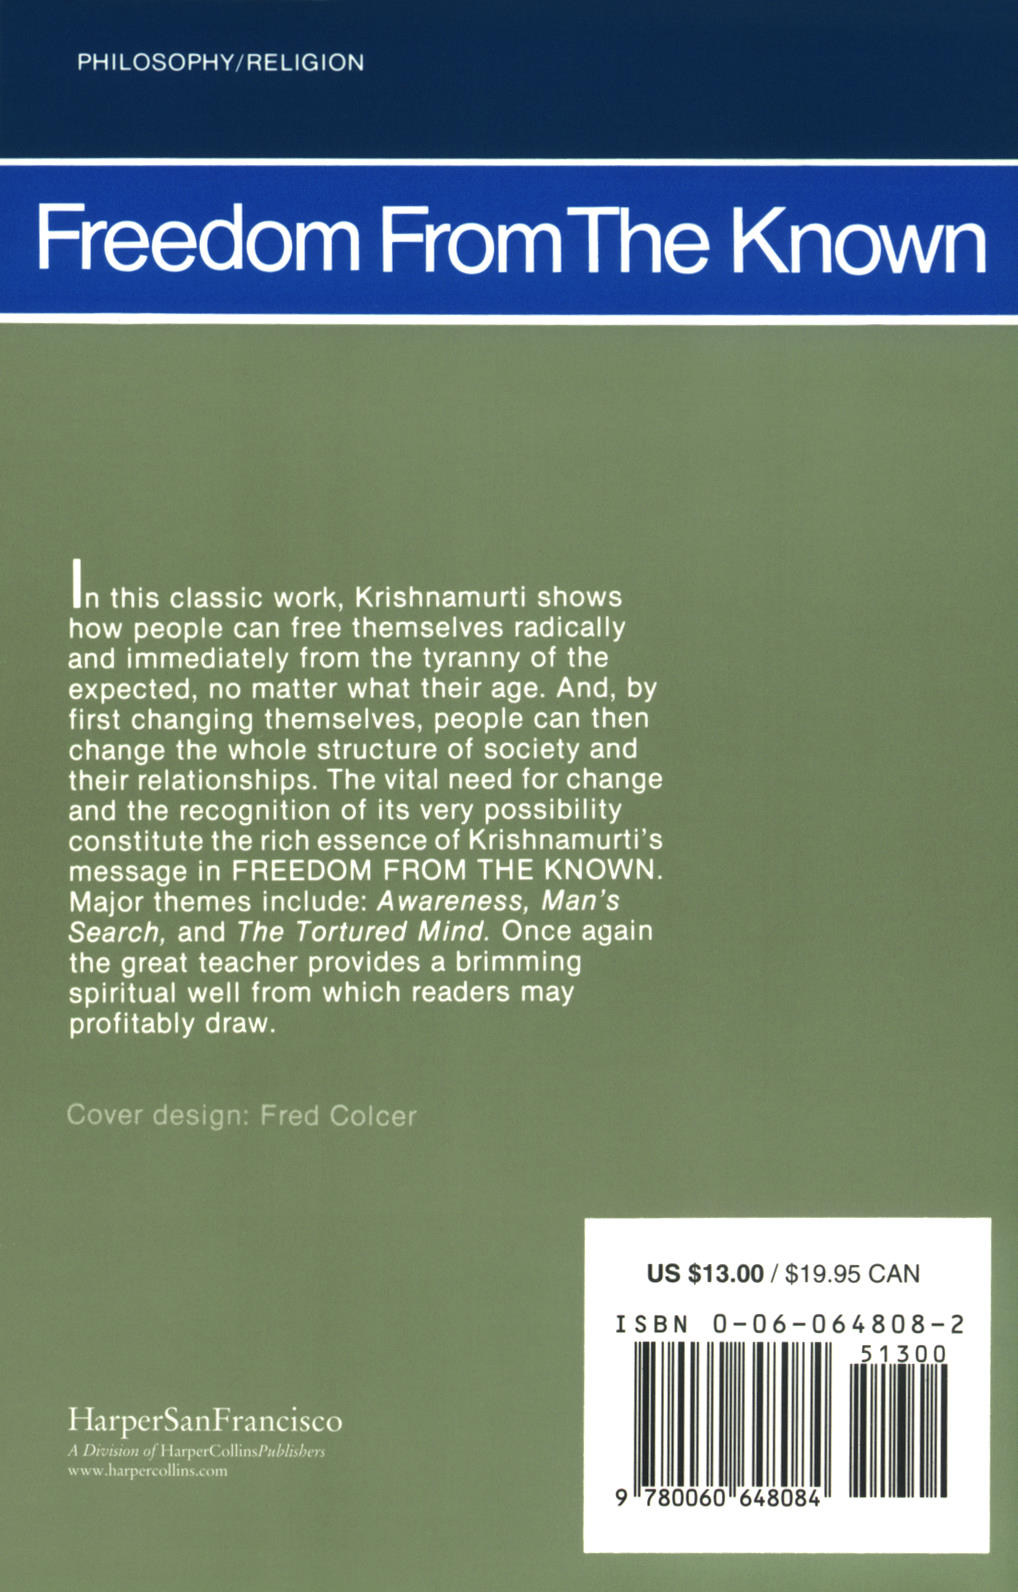 PHILOSOPHY/RELIGION
Freedom From The Known
In this classic work, Krishnamurti shows
how people can free themselves radically
and immediately from the tyranny of the
expected, no matter what their age. And, by
first changing themselves, people can then
change the whole structure of society and
their relationships. The vital need for change
and the recognition of its very possibility
constitute the rich essence of Krishnamurti's
message in FREEDOM FROM THE KNOWN.
Major themes include: Awareness, Man's
Search, and The Tortured Mind. Once again
the great teacher provides a brimming
spiritual well from which readers may
profitably draw.
Cover design: Fred Colcer
US $13.00 / $19.95 CAN
ISBN 0-06-064808-2
51300
9 780060 648084
HarperSanFrancisco
A Division of HarperCollinsPublishers
www.harpercollins.com